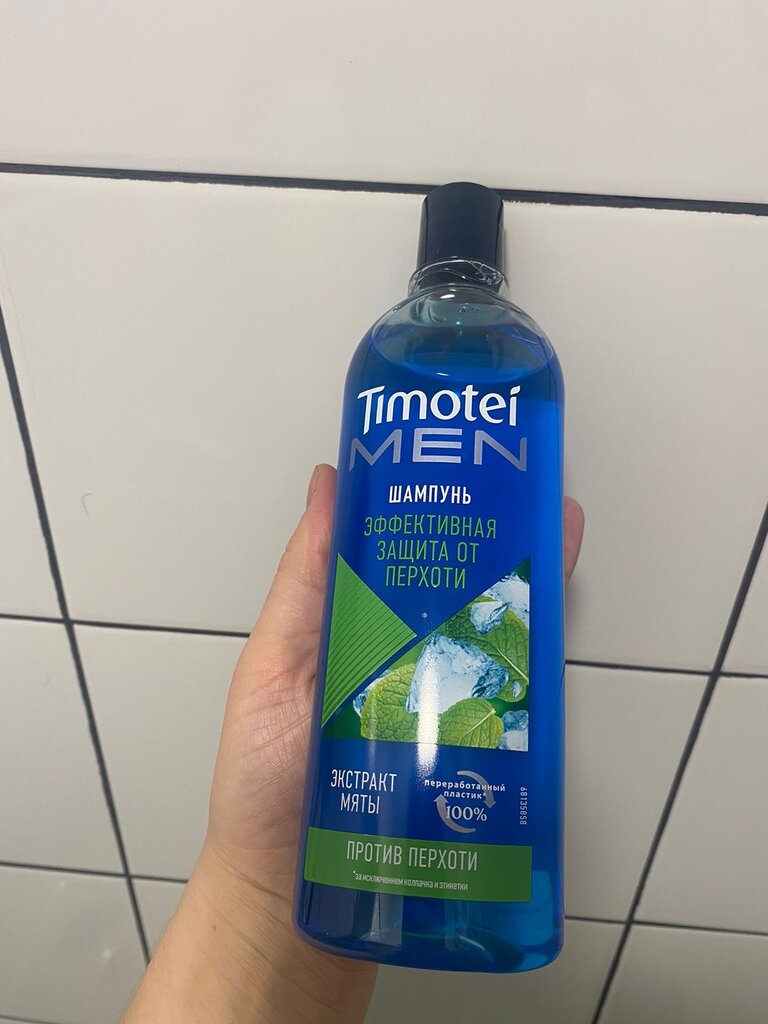 Timotei
MEN
ШАМПУНЬ
ЭФФЕКТИВНАЯ
ЗАЩИТА ОТ
ПЕРХОТИ
ЭКСТРАКТ
МЯТЫ
переработанный
пластик*
100%
68135858
ПРОТИВ ПЕРХОТИ
*за исключением колпачка и этикетки